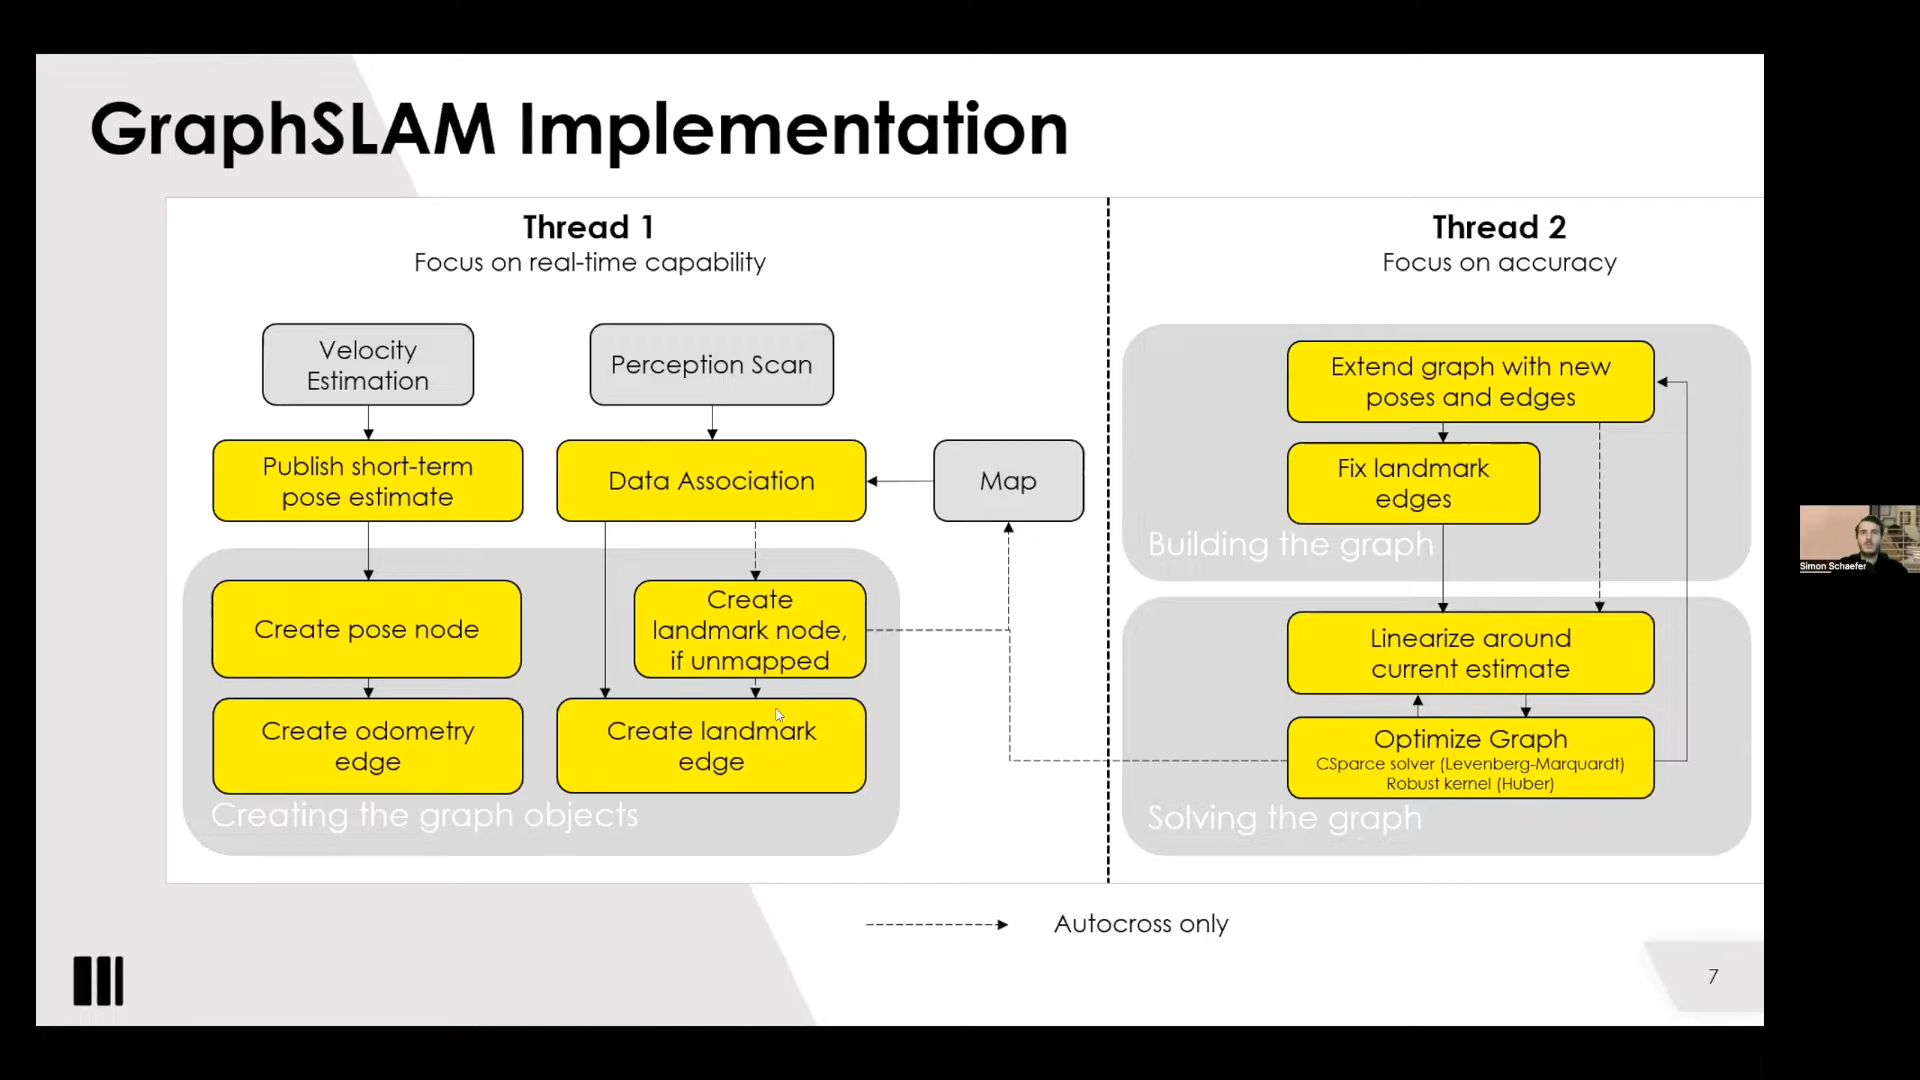 GraphSLAM Implementation
Thread 1
Focus on real-time capability
Velocity
Estimation
Perception Scan
Publish short-term
pose estimate
Data Association
Map
Create pose node
Create
landmark node,
if unmapped
Create odometry
edge
Create landmark
edge
Creating the graph objects
Thread 2
Focus on accuracy
Extend graph with new
poses and edges
Fix landmark
edges
Building the graph
Linearize around
current estimate
Optimize Graph
CSparce solver (Levenberg-Marquardt)
Robust kernel (Huber)
Solving the graph
Autocross only
7
Simon Schaefer